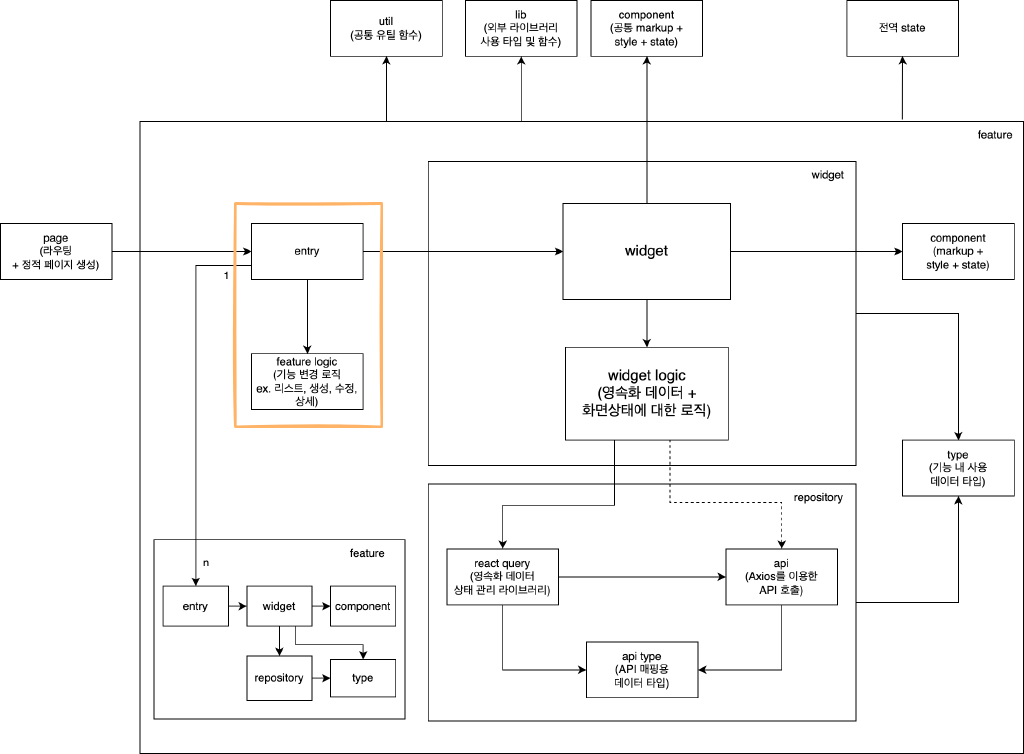 util
(공통 유틸 함수)
lib
(외부 라이브러리
사용 타입 및 함수)
component
(공통 markup +
style + state)
전역 state
feature
widget
page
(라우팅
+ 정적 페이지 생성)
entry
widget
component
(markup +
style + state)
1
feature logic
(기능 변경 로직
ex. 리스트, 생성, 수정,
상세)
widget logic
(영속화 데이터 +
화면상태에 대한 로직)
type
(기능 내 사용
데이터 타입)
repository
react query
(영속화 데이터
상태 관리 라이브러리)
api
(Axios를 이용한
API 호출)
api type
(API 매핑용
데이터 타입)
feature
n
entry
widget
component
repository
type